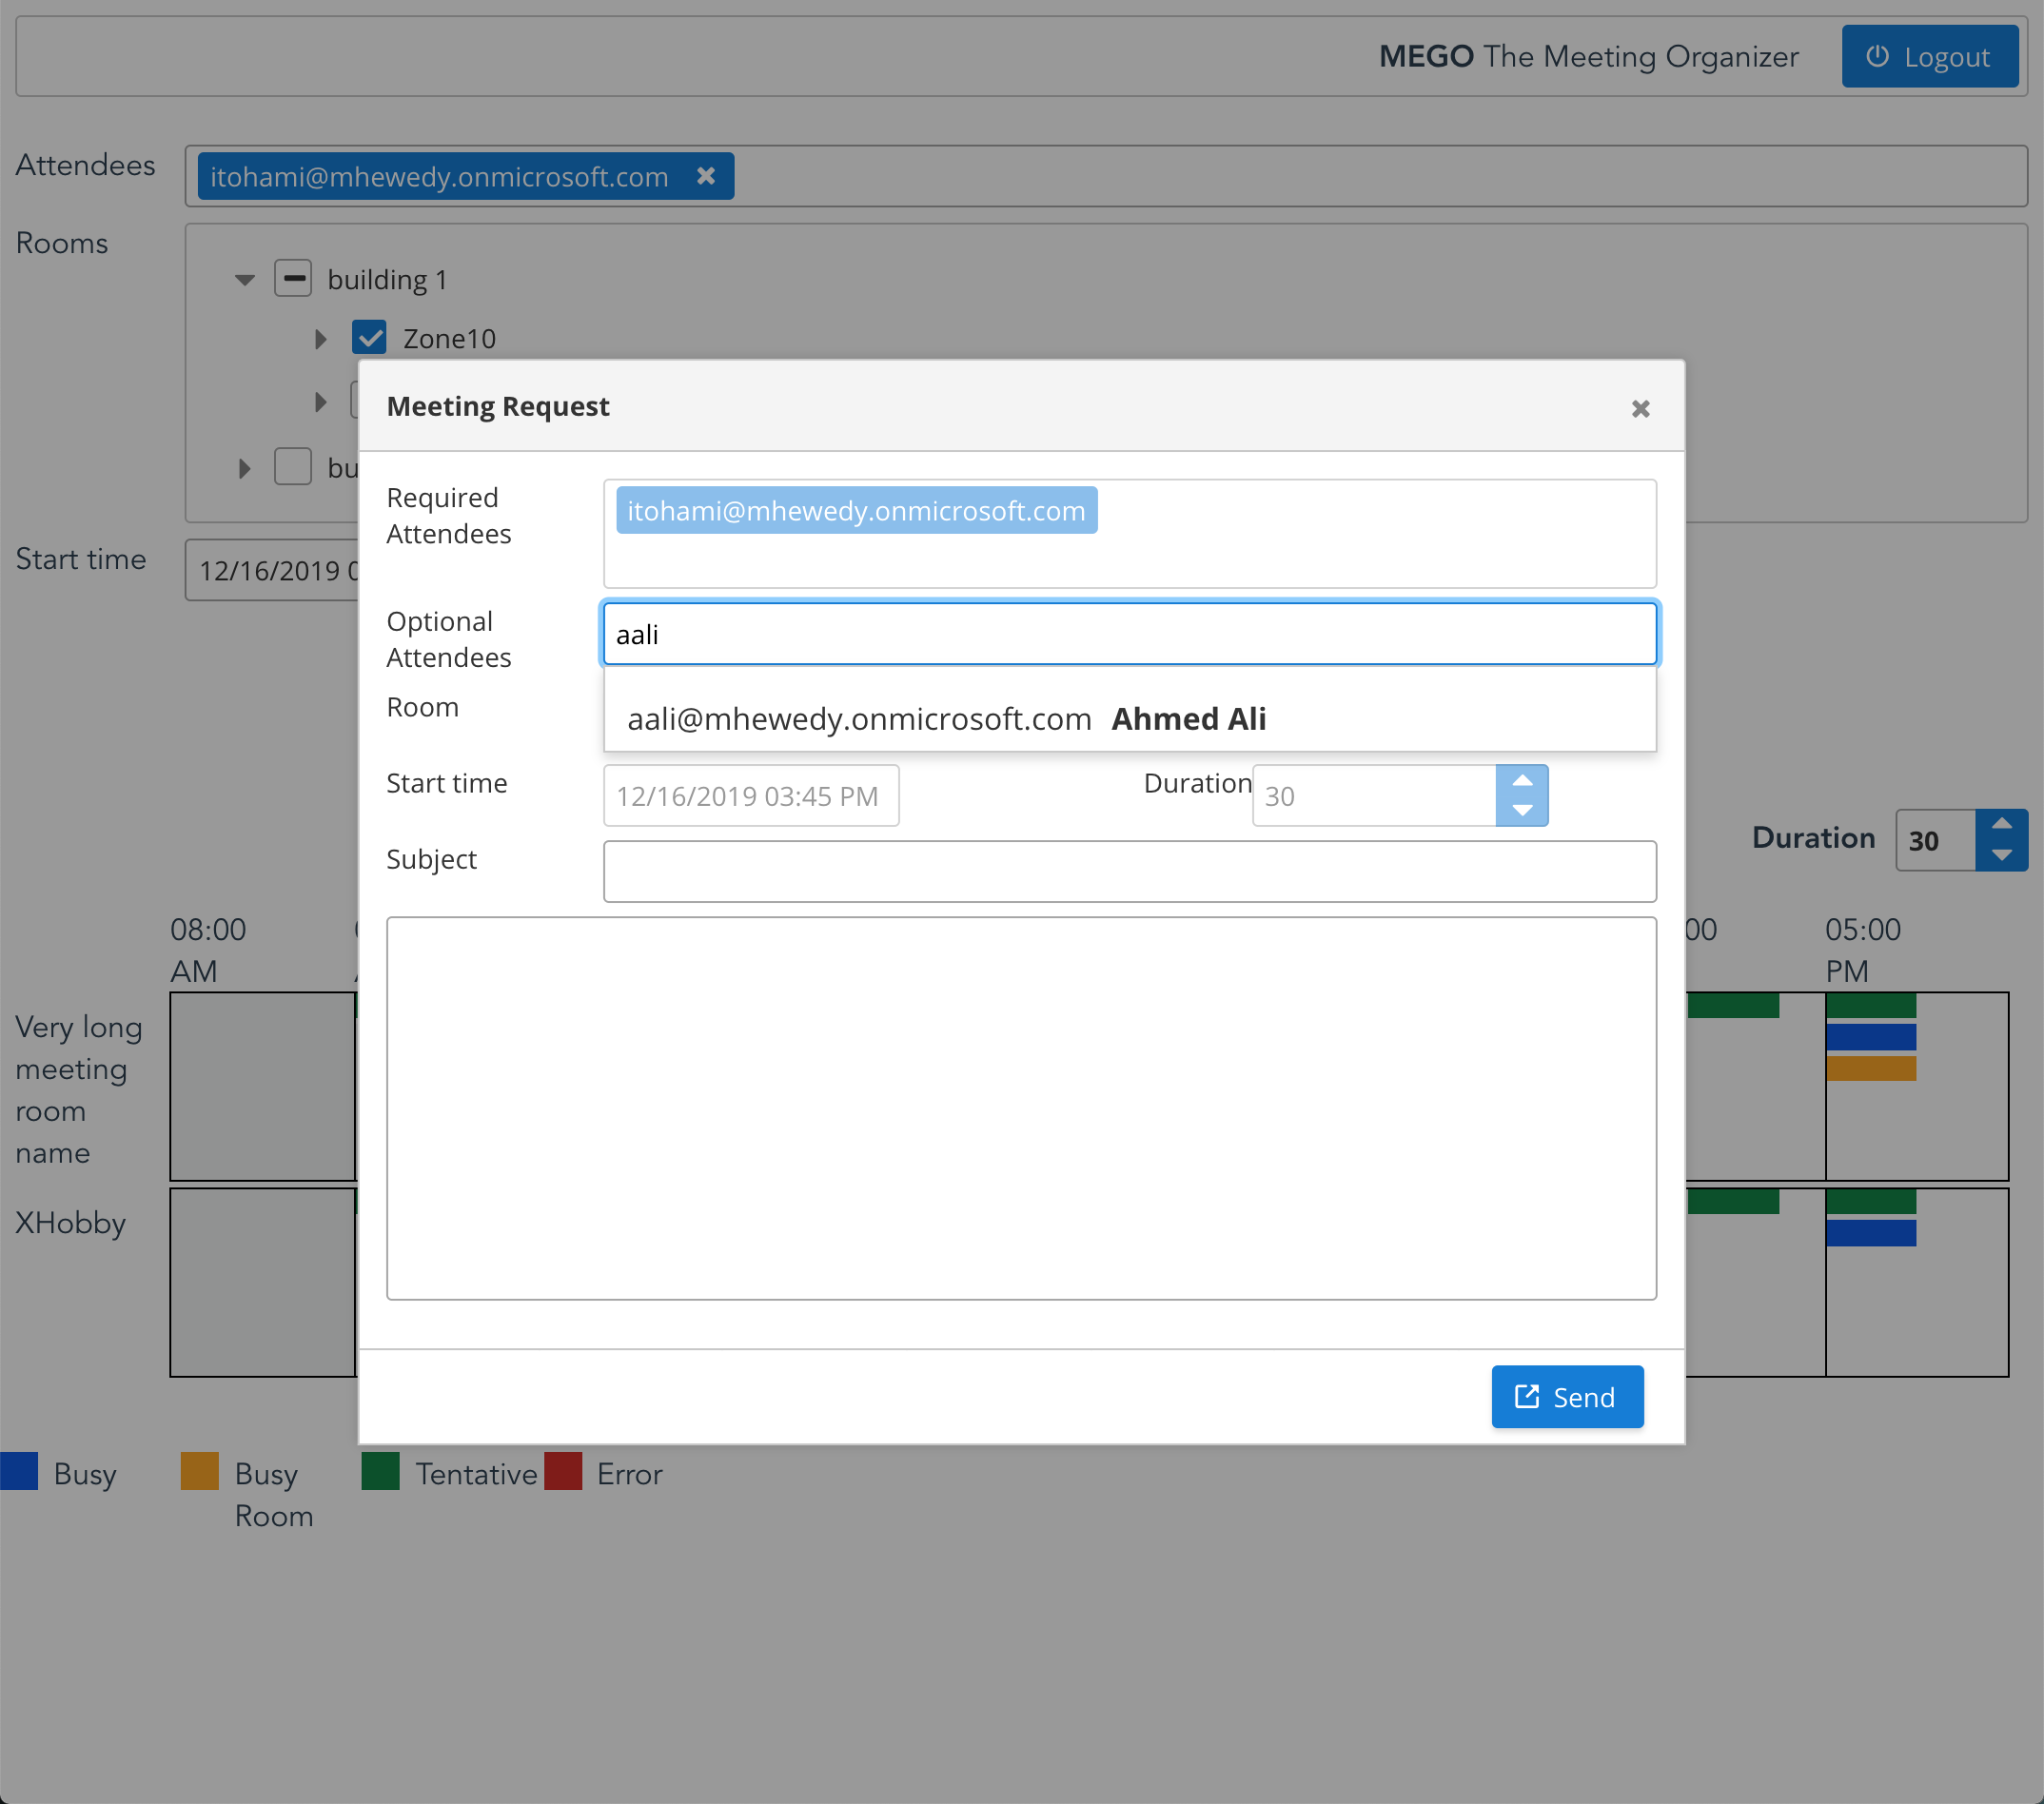 MEGO The Meeting Organizer
Logout
Attendees
itohami@mhewedy.onmicrosoft.com
Rooms
building 1
Zone10
Start time
12/16/2019
Meeting Request
Required
Attendees
itohami@mhewedy.onmicrosoft.com
Optional
Attendees
aali
aali@mhewedy.onmicrosoft.com Ahmed Ali
Room
Start time
12/16/2019 03:45 PM
Duration
30
Subject
Send
Duration
30
08:00
AM
00
05:00
PM
Very long
meeting
room
name
XHobby
Busy
Busy
Room
Tentative
Error